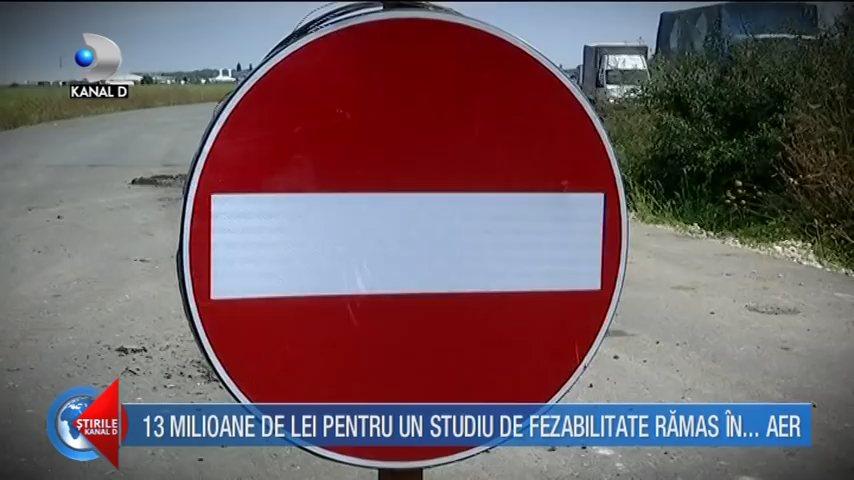 KANAL D
ȘTIRILE
KANAL D
13 MILIOANE DE LEI PENTRU UN STUDIU DE FEZABILITATE RĂMAS ÎN... AER